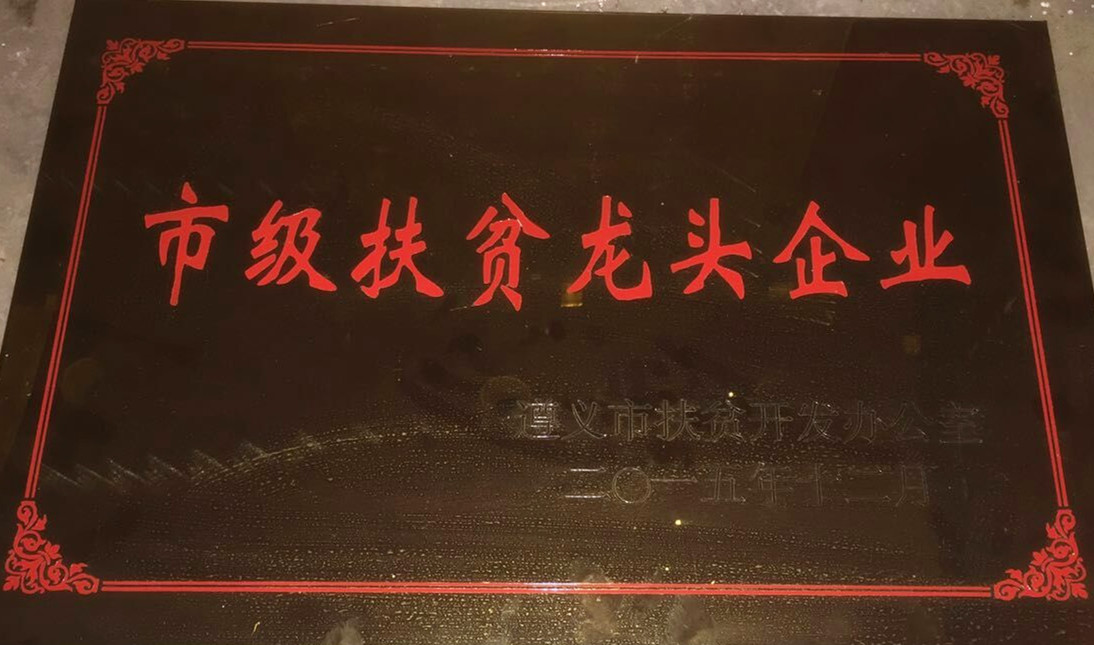 市级扶贫龙头企业
遵义市扶贫开发办公室
二〇一五年十二月